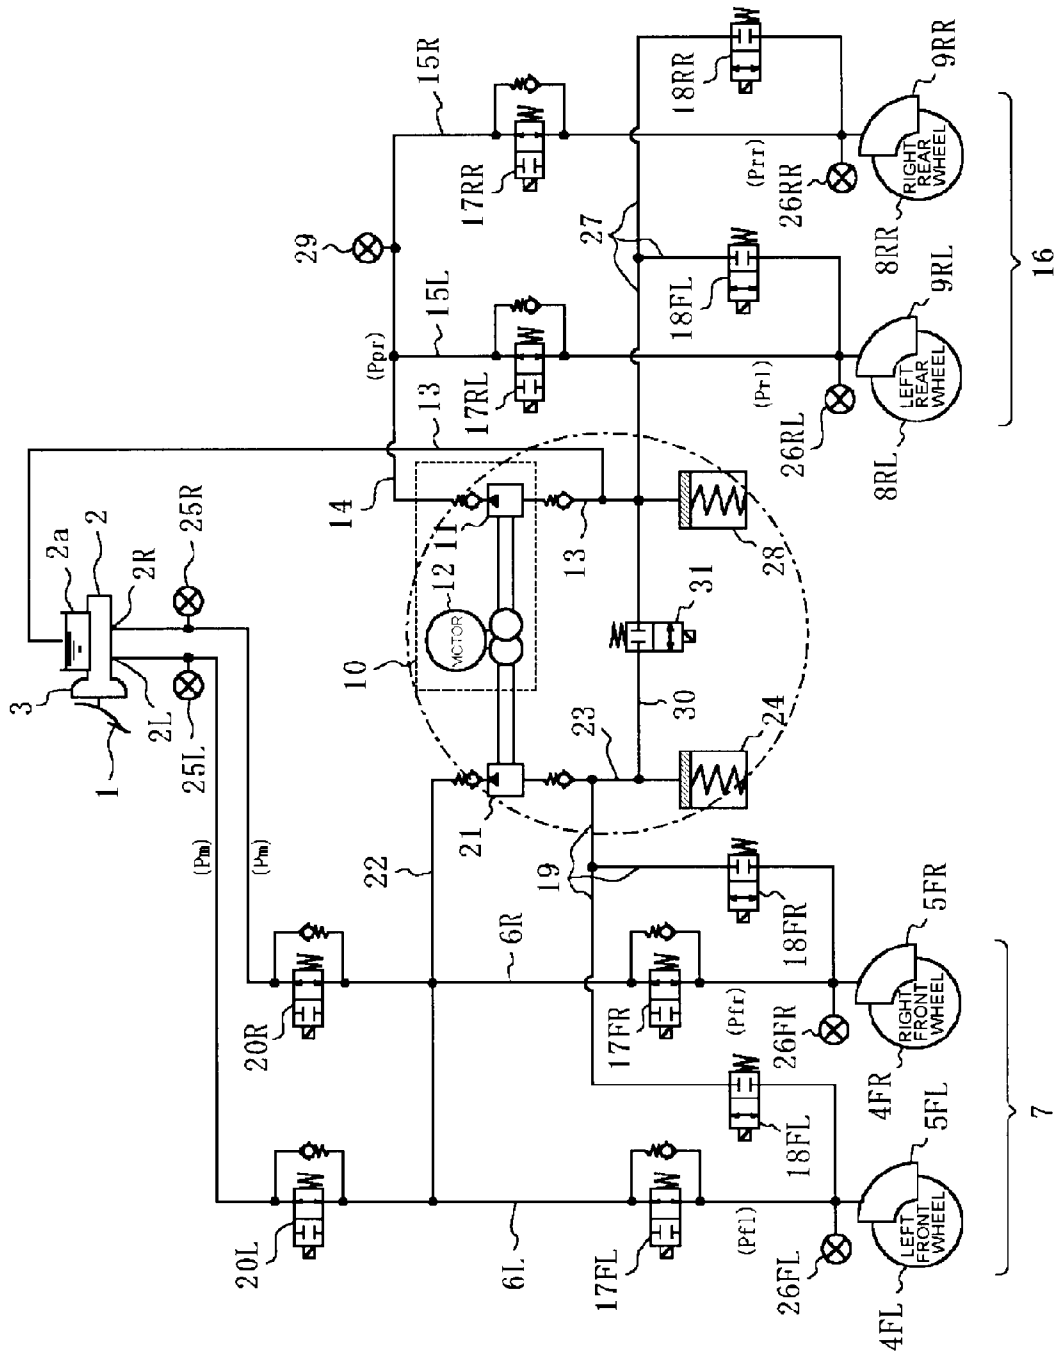 15R
18RR
9RR
17RR
(Prr)
26RR
RIGHT
REAR
WHEEL
8RR
29
27
16
15L
18FL
9RL
(Ppr)
17RL
(Prl)
26RL
LEFT
REAR
WHEEL
8RL
13
14
11
13
28
25R
2a
2
2R
12
MOTOR
10
31
3
2L
25L
1
30
23
24
21
(Pm)
(Pm)
22
19
6R
18FR
5FR
20R
17FR
(Pfr)
26FR
RIGHT
FRONT
WHEEL
4FR
7
18FL
5FL
20L
6L
17FL
(Pfl)
26FL
LEFT
FRONT
WHEEL
4FL